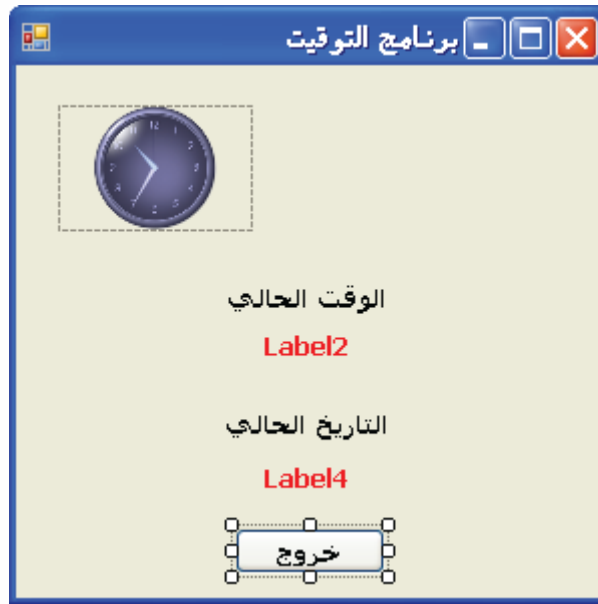 برنامج التوقيت
الوقت الحالي
Label2
التاريخ الحالي
Label4
خروج